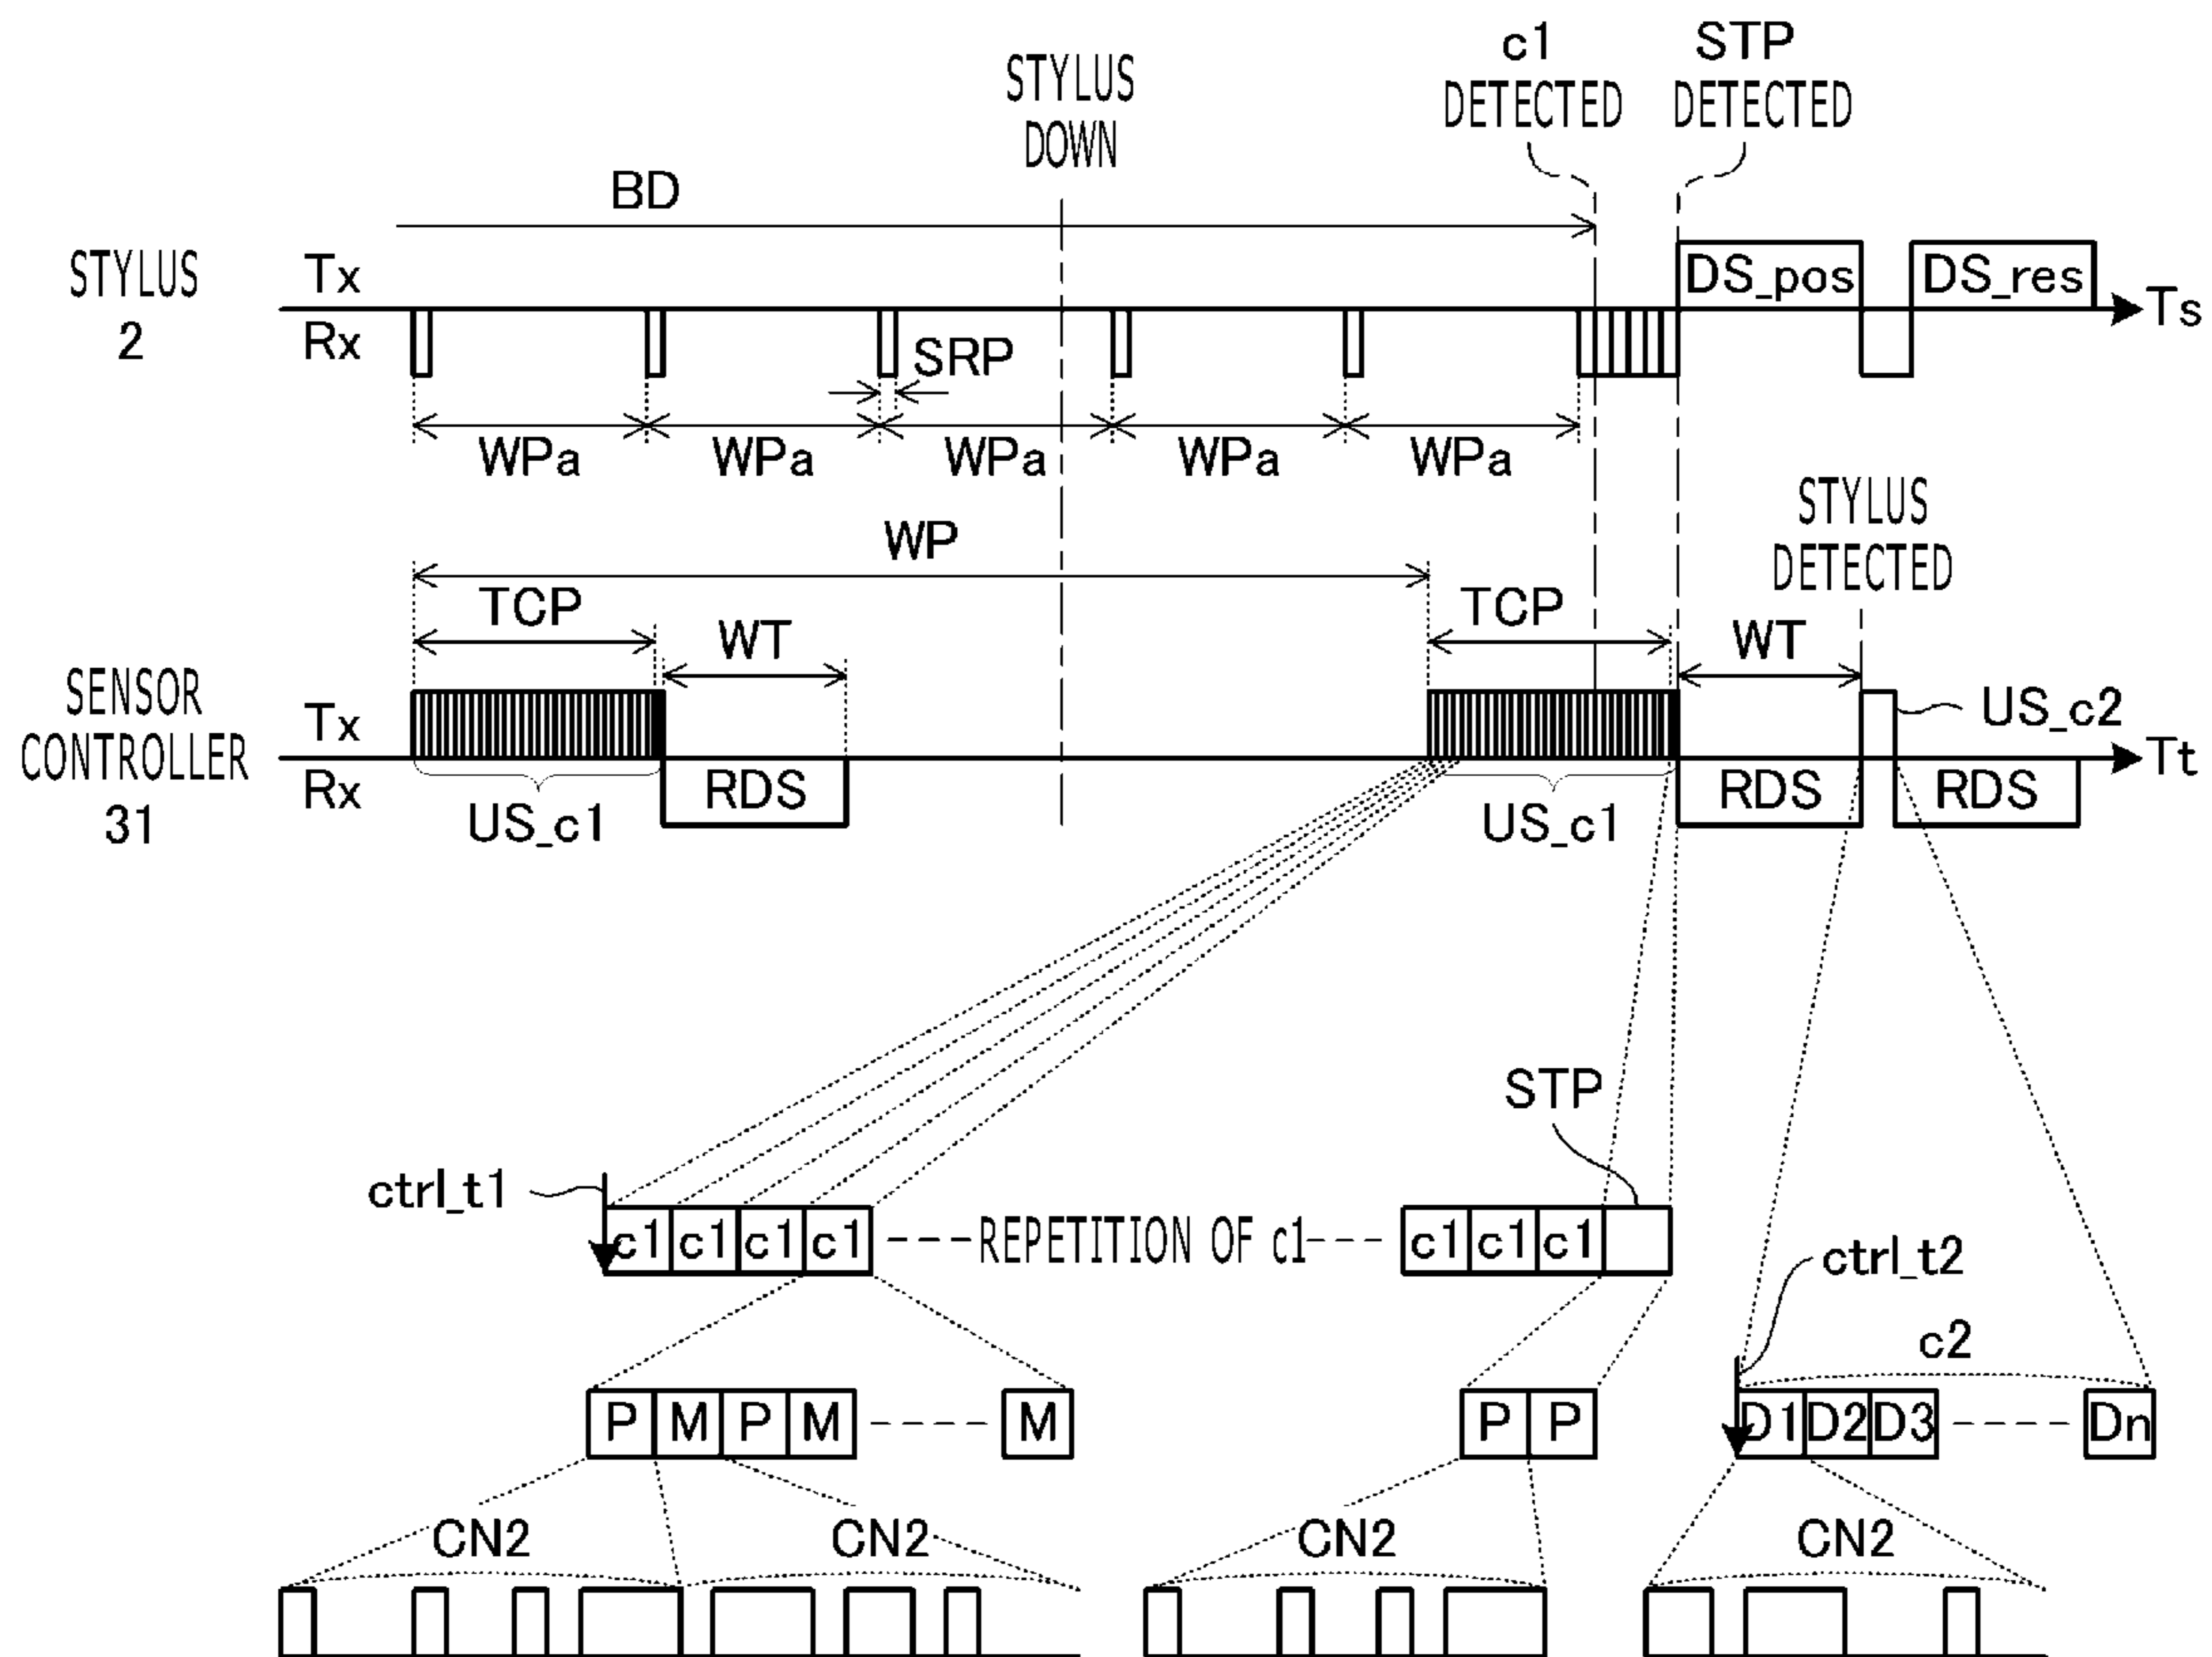 c1
DETECTED
STP
DETECTED
STYLUS
DOWN
BD
STYLUS
2
Tx
Rx
DS_pos
DS_res
Ts
SRP
WPa
WPa
WPa
WPa
WPa
STYLUS
DETECTED
WP
TCP
WT
TCP
WT
SENSOR
CONTROLLER
31
Tx
Rx
US_c2
Tt
RDS
RDS
RDS
US_c1
US_c1
STP
ctrl_t1
c1 c1 c1 c1
REPETITION OF c1
c1 c1 c1
ctrl_t2
c2
P M P M
M
P P
D1 D2 D3
Dn
CN2
CN2
CN2
CN2